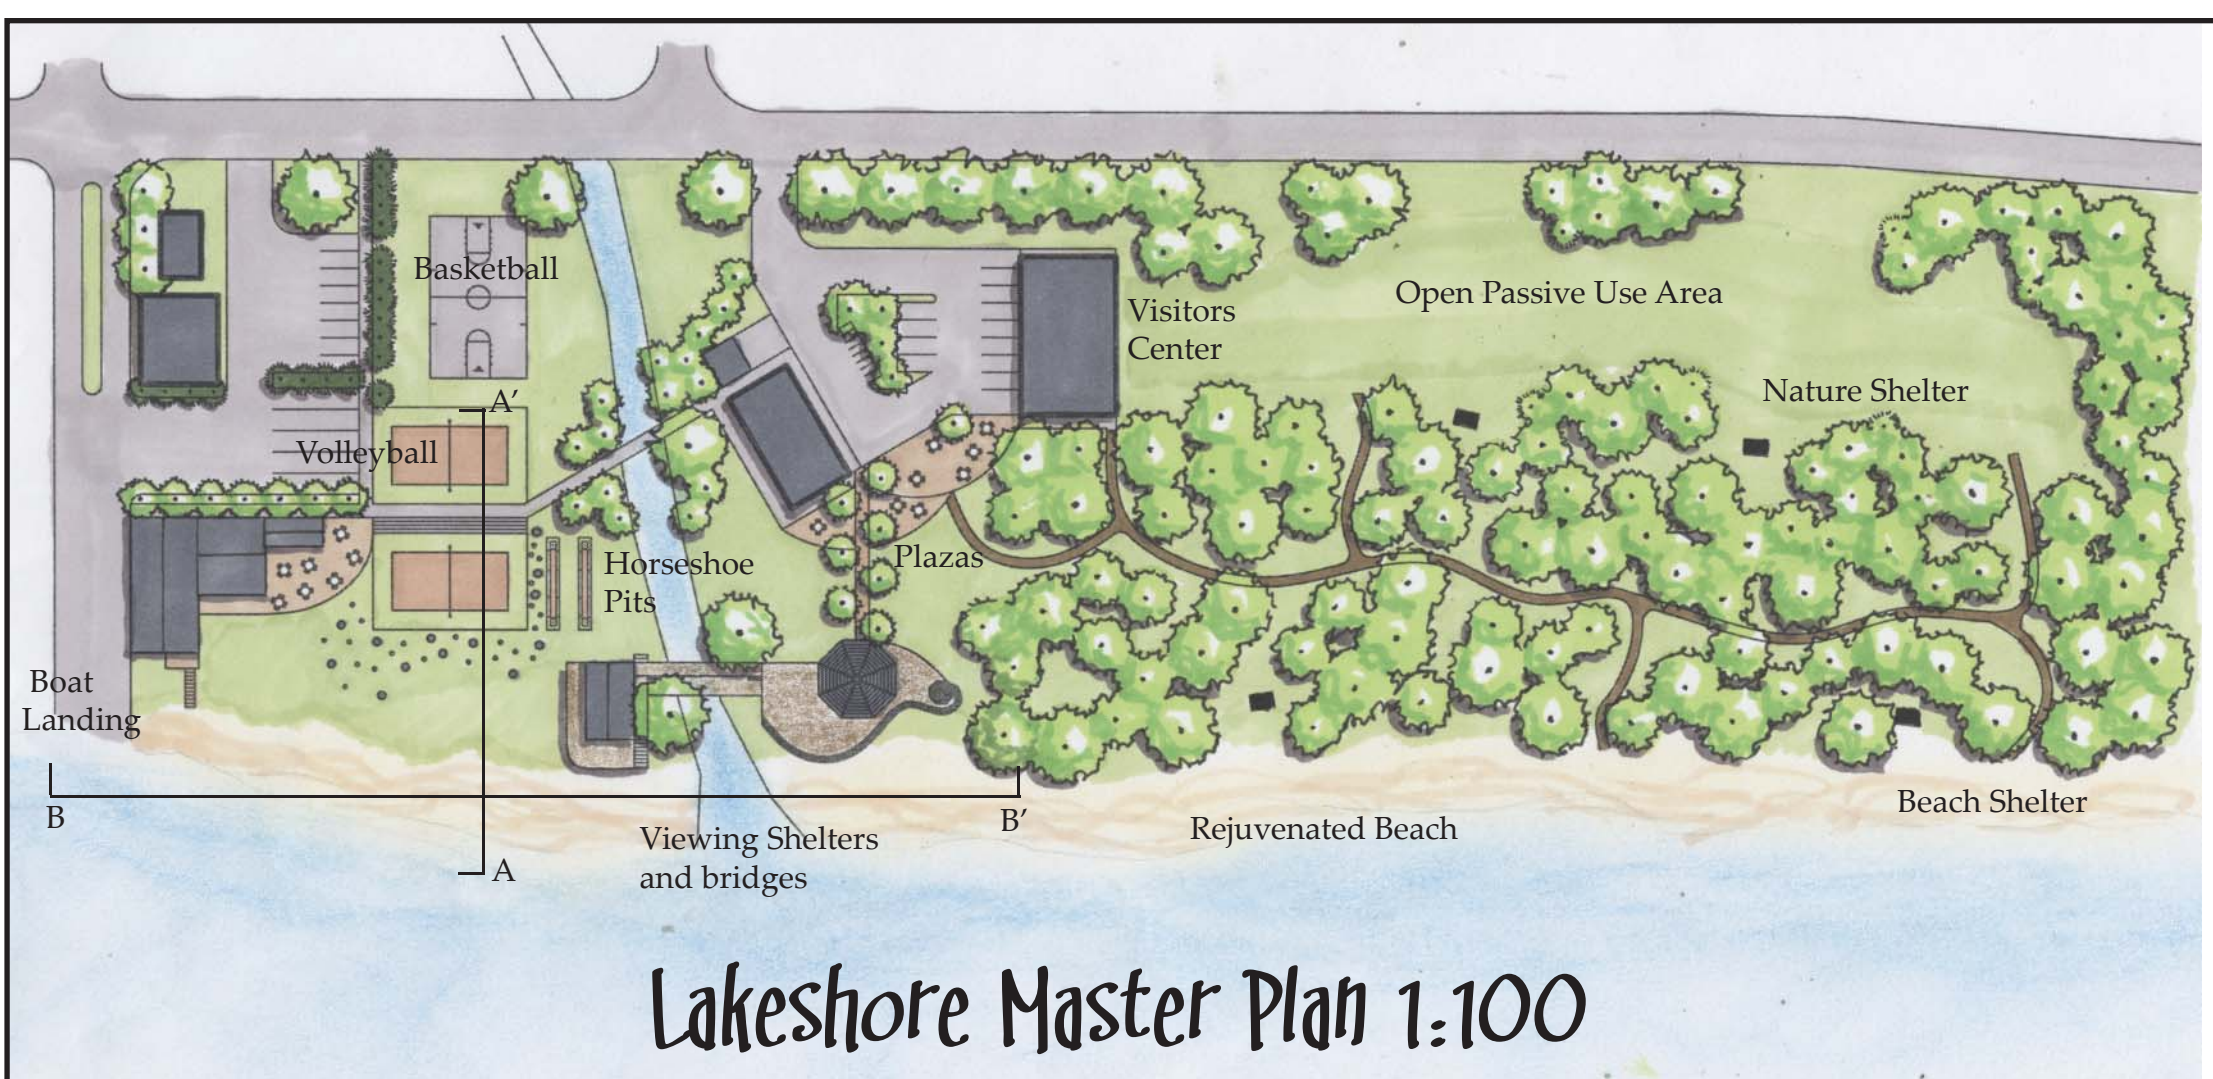 Basketball
A'
Volleyball
Visitors
Center
Open Passive Use Area
Nature Shelter
Horseshoe
Pits
Plazas
Boat
Landing
B
A
B'
Viewing Shelters
and bridges
Rejuvenated Beach
Beach Shelter
Lakeshore Master Plan 1:100